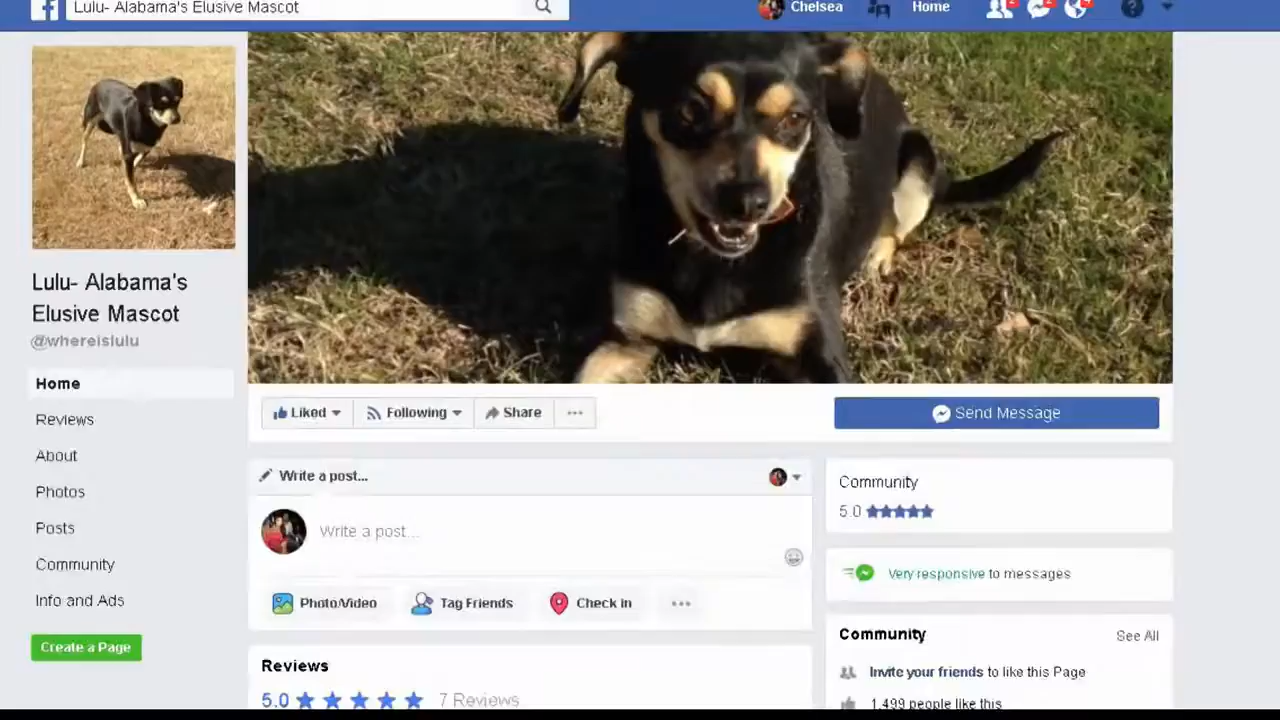 Lulu- Alabama's Elusive Mascot
Chelsea
Home
Lulu- Alabama's
Elusive Mascot
@whereislulu
Home
Reviews
About
Photos
Posts
Community
Info and Ads
Create a Page
Liked
Following
Share
Send Message
Write a post...
Write a post...
Photo/Video
Tag Friends
Check in
Reviews
5.0 7 Reviews
Community
5.0
Very responsive to messages
Community See All
Invite your friends to like this Page
1,499 people like this